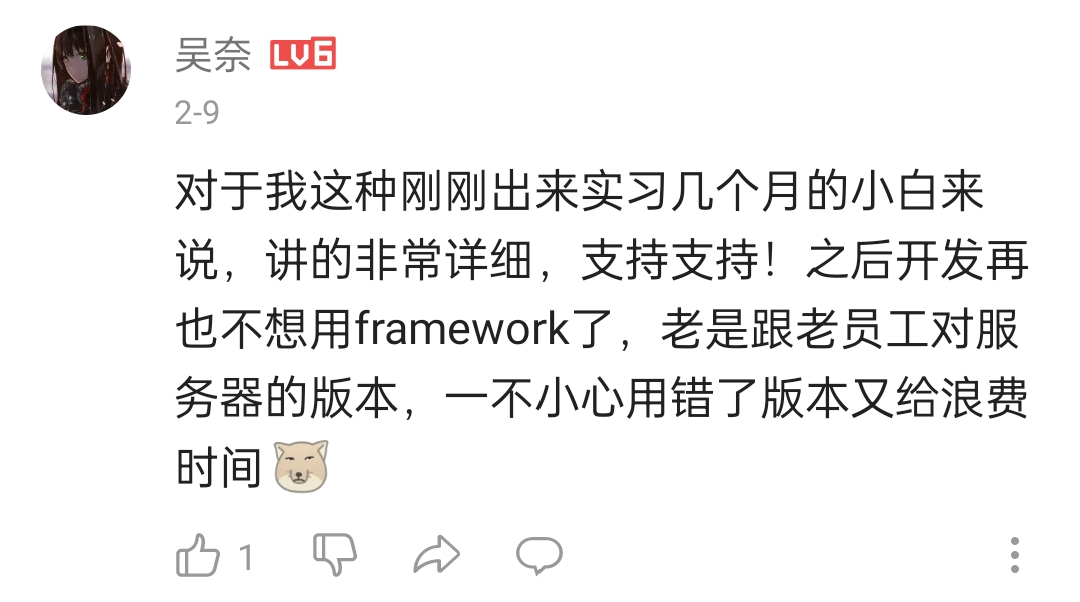 吴奈 LV6
2-9
对于我这种刚刚出来实习几个月的小白来
说，讲的非常详细，支持支持！之后开发再
也不想用framework了，老是跟老员工对服
务器的版本，一不小心用错了版本又给浪费
时间
1